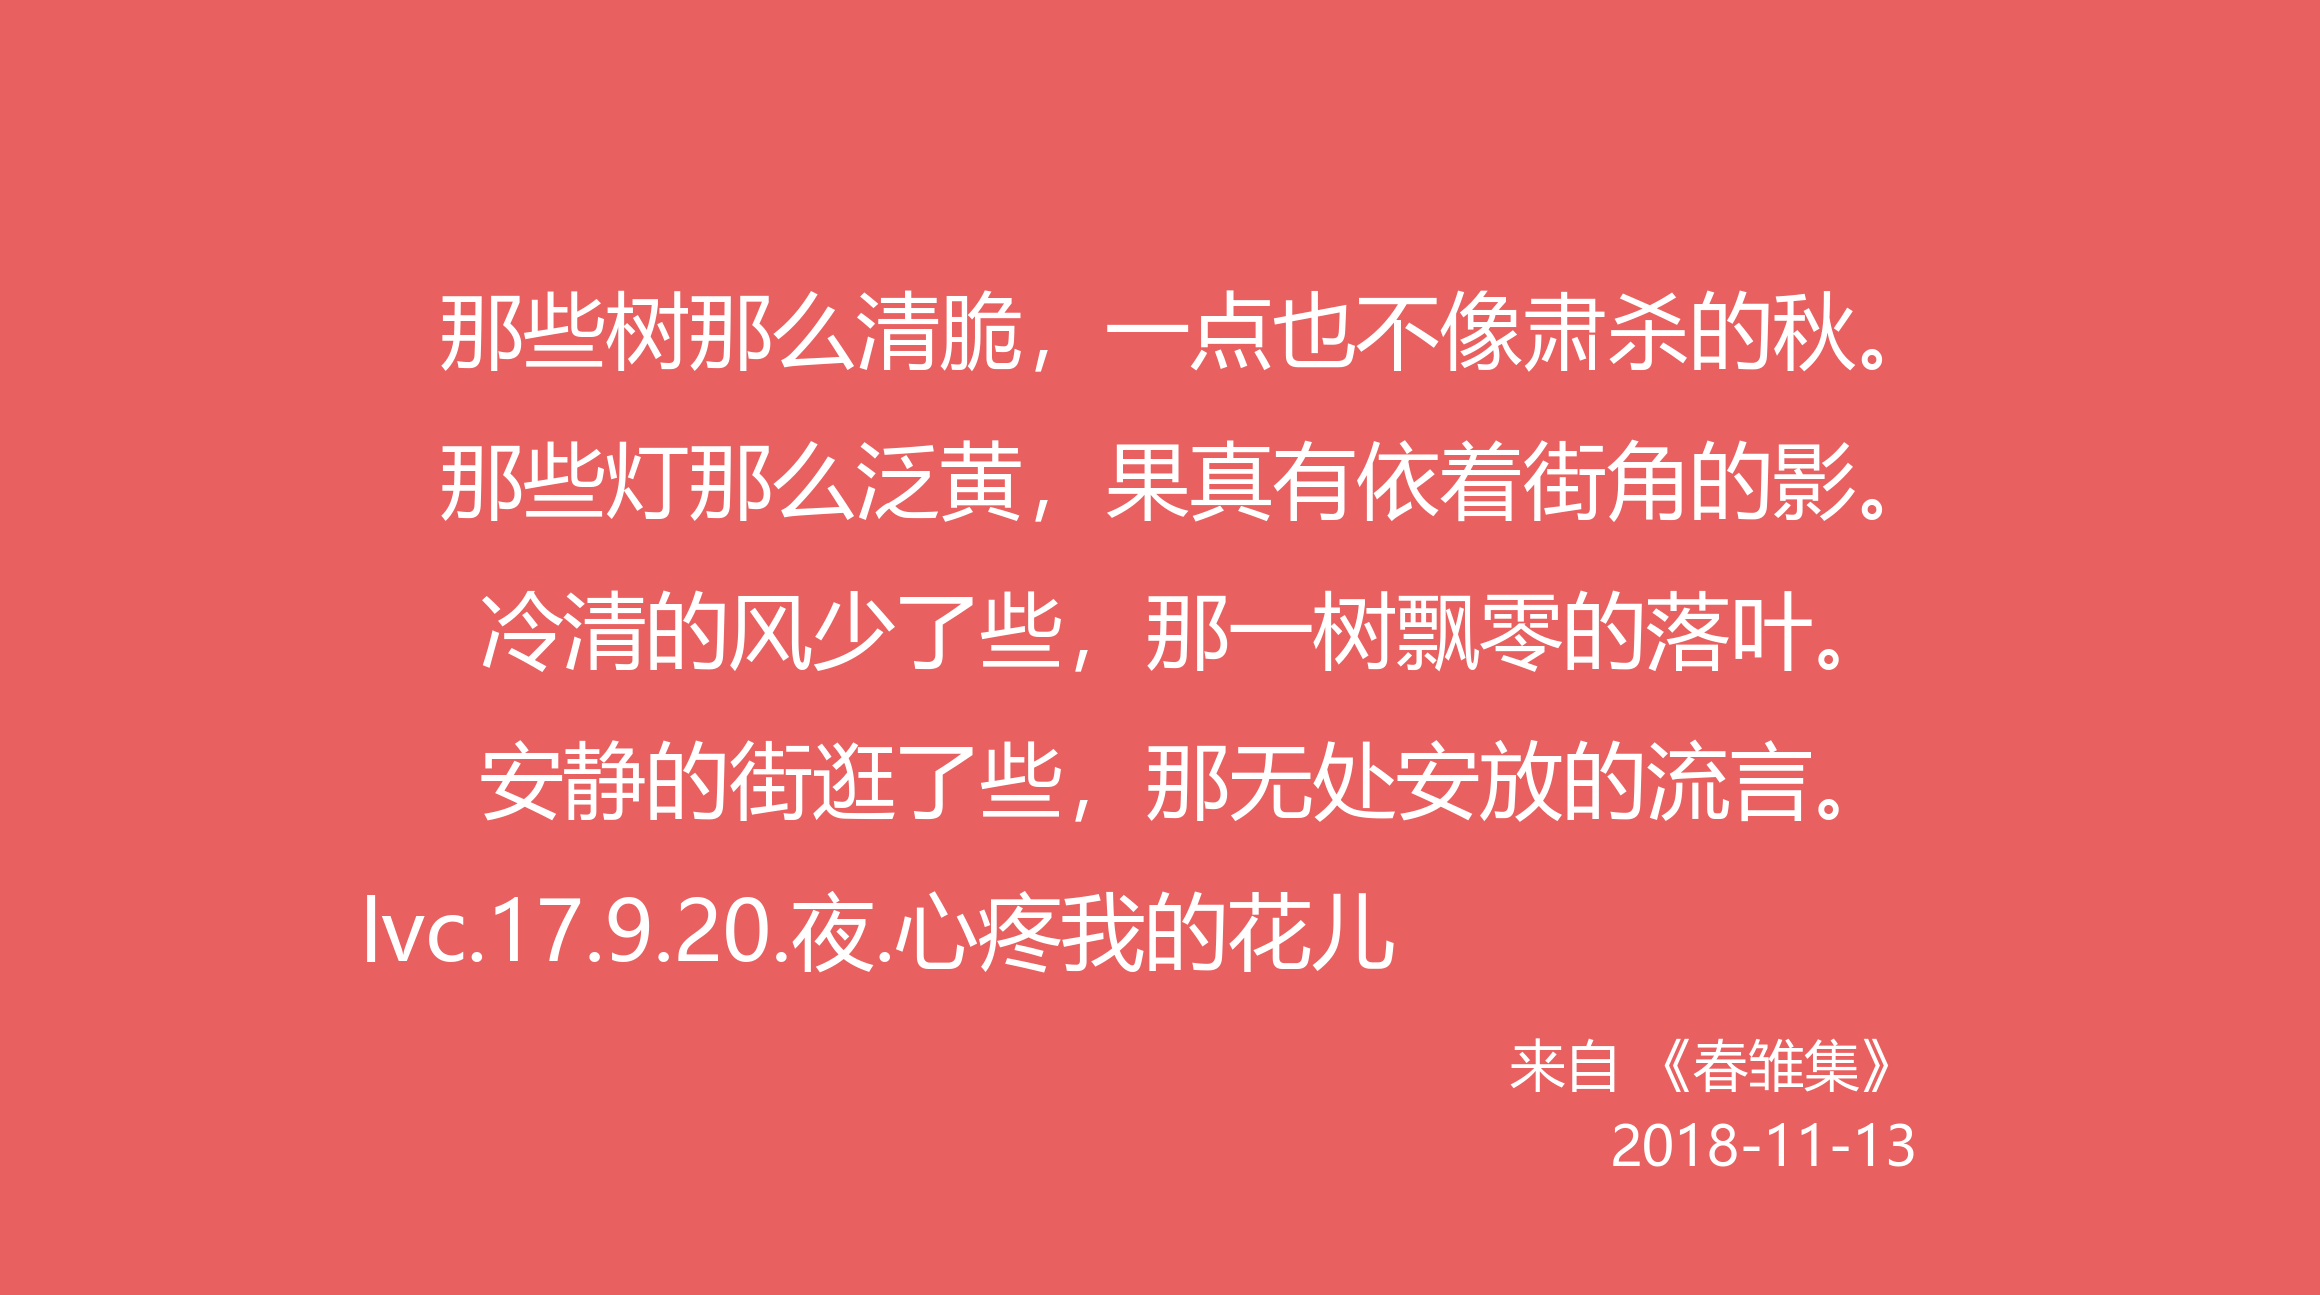 那些树那么清脆，一点也不像肃杀的秋。
那些灯那么泛黄，果真有依着街角的影。
冷清的风少了些，那一树飘零的落叶。
安静的街逛了些，那无处安放的流言。
lvc.17.9.20.夜.心疼我的花儿
来自 《春雏集》
2018-11-13